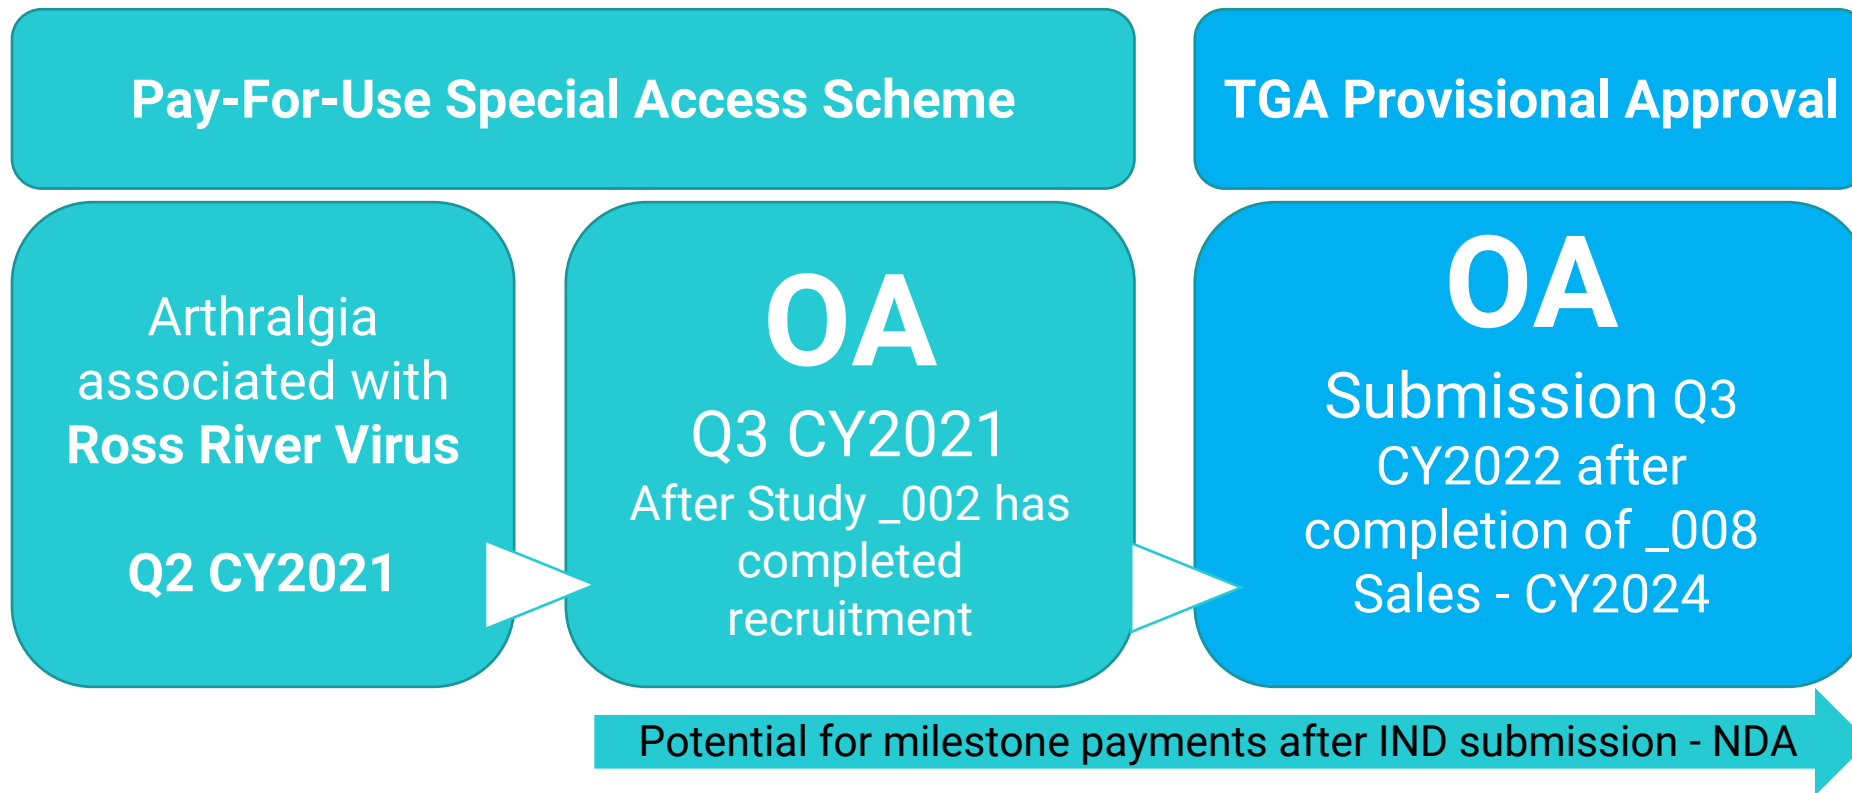 Pay-For-Use Special Access Scheme
TGA Provisional Approval
Arthralgia
associated with
Ross River Virus
Q2 CY2021
OA
Q3 CY2021
After Study _002 has
completed
recruitment
OA
Submission Q3
CY2022 after
completion of _008
Sales - CY2024
Potential for milestone payments after IND submission - NDA